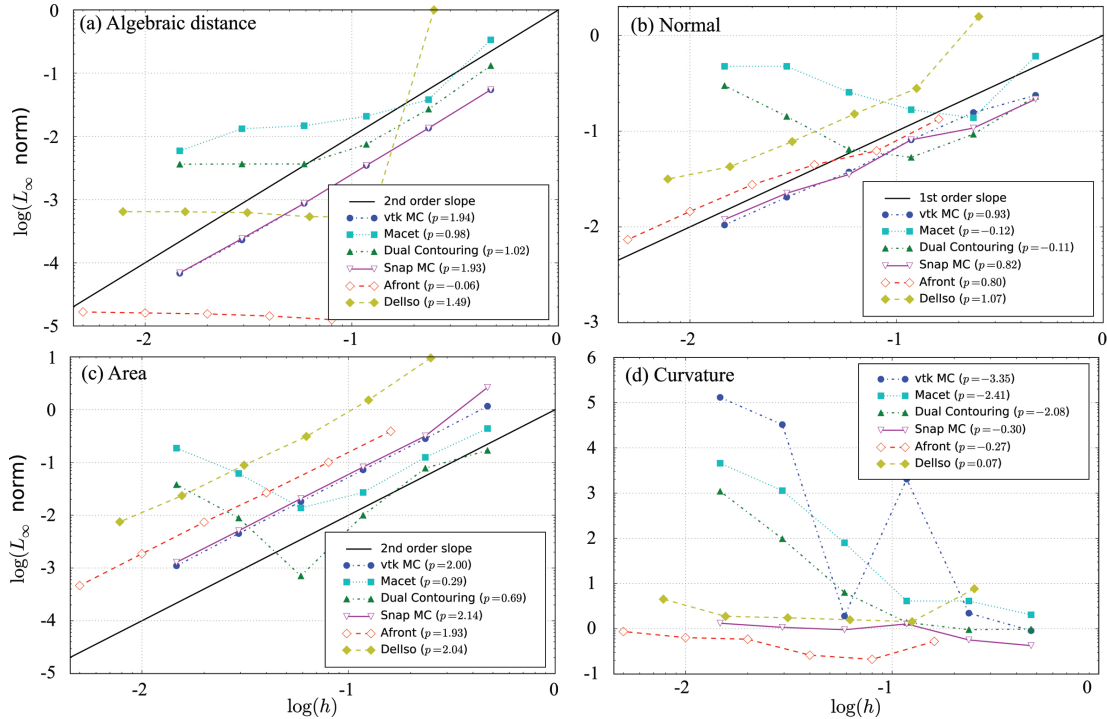 (a) Algebraic distance
0
-1
-2
-3
-4
-5
log(L∞ norm)
-2
-1
0
2nd order slope
vtk MC (p=1.94)
Macet (p=0.98)
Dual Contouring (p=1.02)
Snap MC (p=1.93)
Afront (p=−0.06)
DelIso (p=1.49)
(b) Normal
0
-1
-2
-3
-2
-1
0
1st order slope
vtk MC (p=0.93)
Macet (p=−0.12)
Dual Contouring (p=−0.11)
Snap MC (p=0.82)
Afront (p=0.80)
DelIso (p=1.07)
(c) Area
1
0
-1
-2
-3
-4
-5
log(L∞ norm)
-2
-1
0
log(h)
2nd order slope
vtk MC (p=2.00)
Macet (p=0.29)
Dual Contouring (p=0.69)
Snap MC (p=2.14)
Afront (p=1.93)
DelIso (p=2.04)
(d) Curvature
6
5
4
3
2
1
0
-1
-2
-1
0
log(h)
vtk MC (p=−3.35)
Macet (p=−2.41)
Dual Contouring (p=−2.08)
Snap MC (p=−0.30)
Afront (p=−0.27)
DelIso (p=0.07)